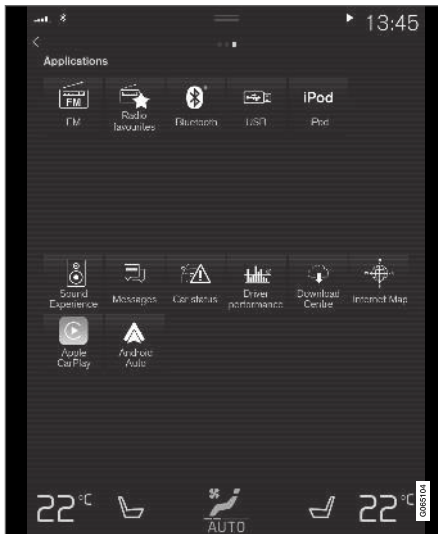 13:45
Applications
FM
iPod
FM
Radio
favourites
Bluetooth
USB
iPod
Sound
Experience
Messages
Car status
Driver
performance
Download
Centre
Internet Map
Apple
CarPlay
Android
Auto
22°C
AUTO
22°C
G065104